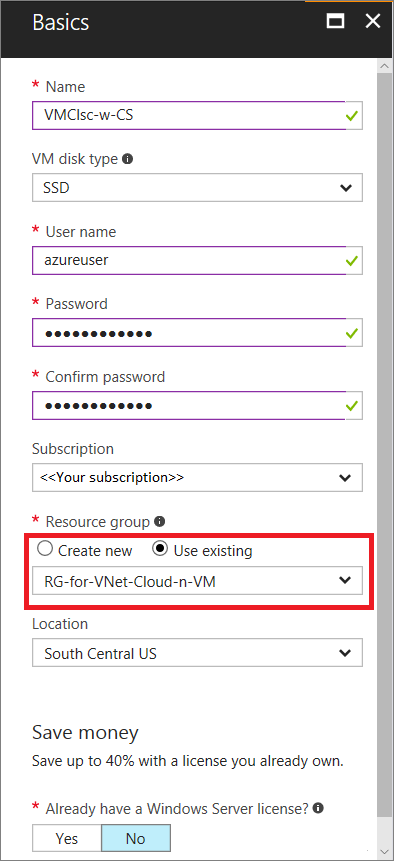 Basics
* Name
VMClsc-w-CS
VM disk type
SSD
* User name
azureuser
* Password
••••••••••••
* Confirm password
••••••••••••
Subscription
<<Your subscription>>
* Resource group
Create new Use existing
RG-for-VNet-Cloud-n-VM
Location
South Central US
Save money
Save up to 40% with a license you already own.
* Already have a Windows Server license?
Yes No